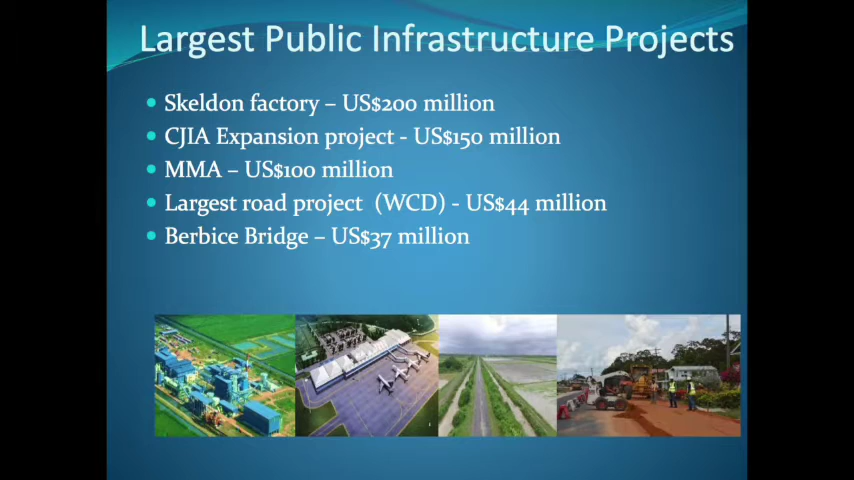 Largest Public Infrastructure Projects
Skeldon factory – US$200 million
CJIA Expansion project - US$150 million
MMA – US$100 million
Largest road project (WCD) - US$44 million
Berbice Bridge – US$37 million